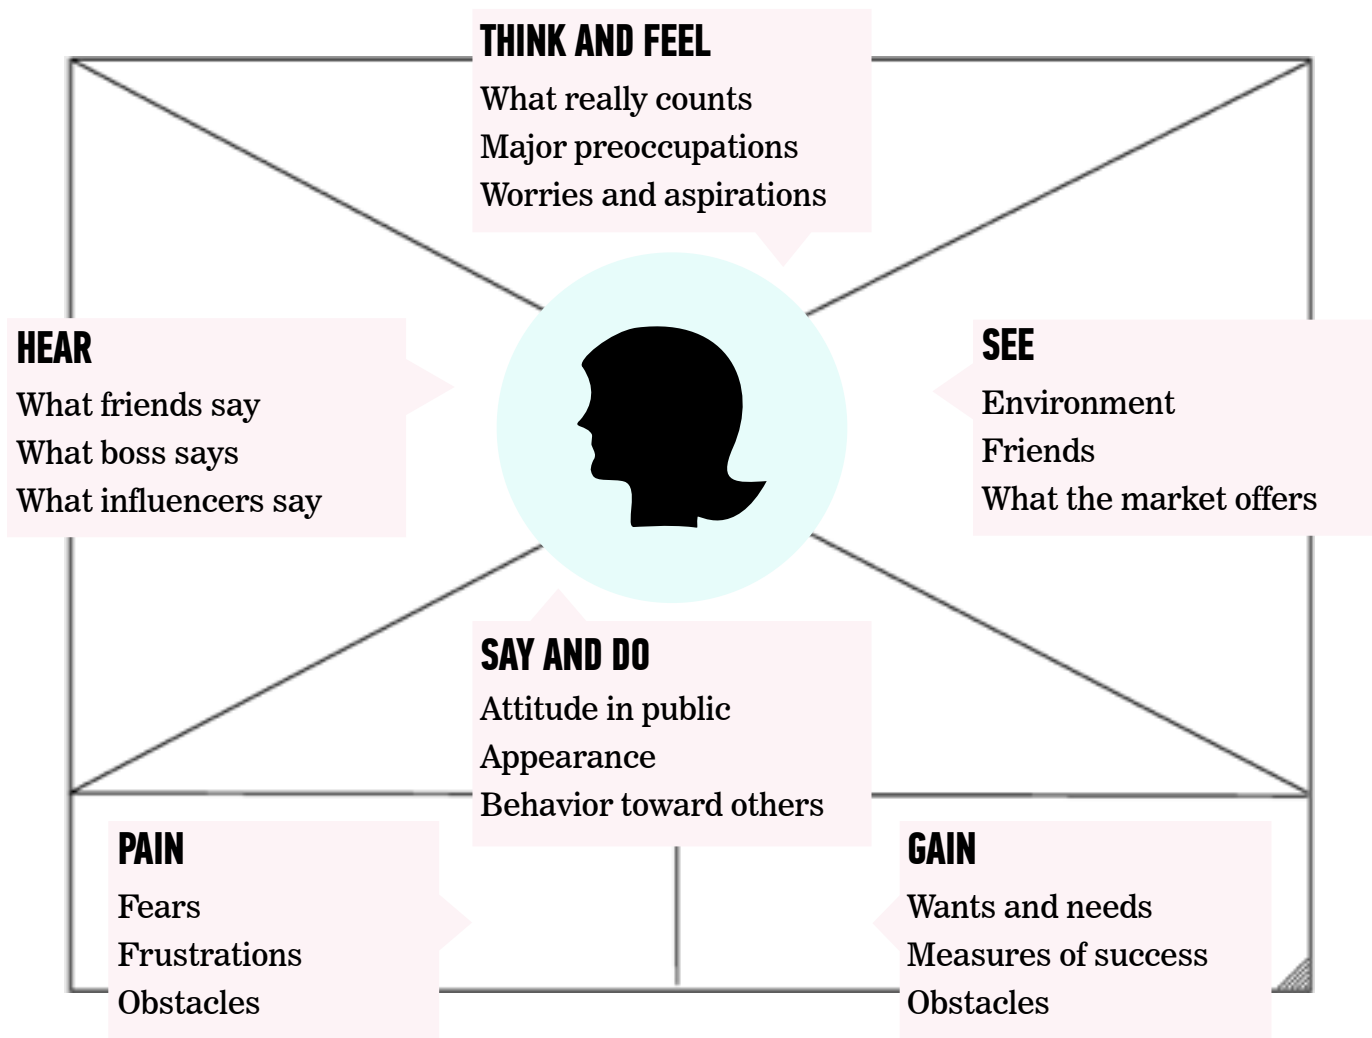 THINK AND FEEL
What really counts
Major preoccupations
Worries and aspirations
HEAR
What friends say
What boss says
What influencers say
SEE
Environment
Friends
What the market offers
SAY AND DO
Attitude in public
Appearance
Behavior toward others
PAIN
Fears
Frustrations
Obstacles
GAIN
Wants and needs
Measures of success
Obstacles